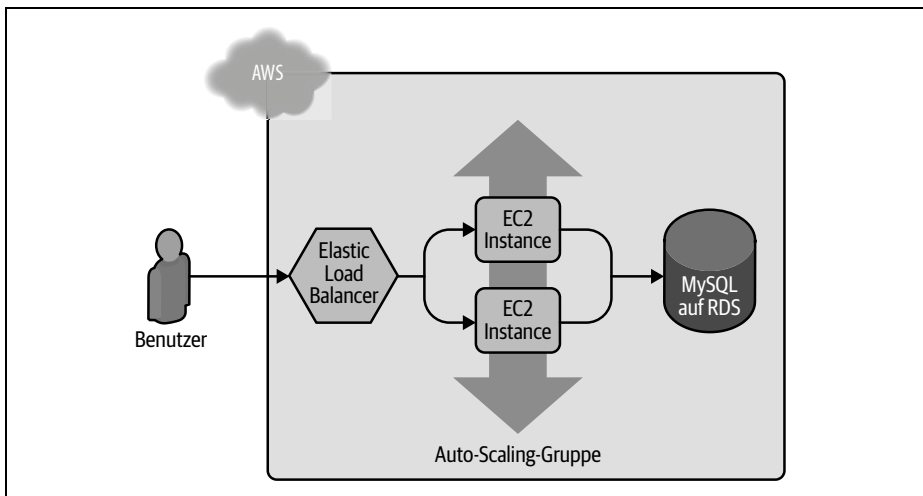 AWS
Benutzer
Elastic
Load
Balancer
EC2
Instance
EC2
Instance
MySQL
auf RDS
Auto-Scaling-Gruppe